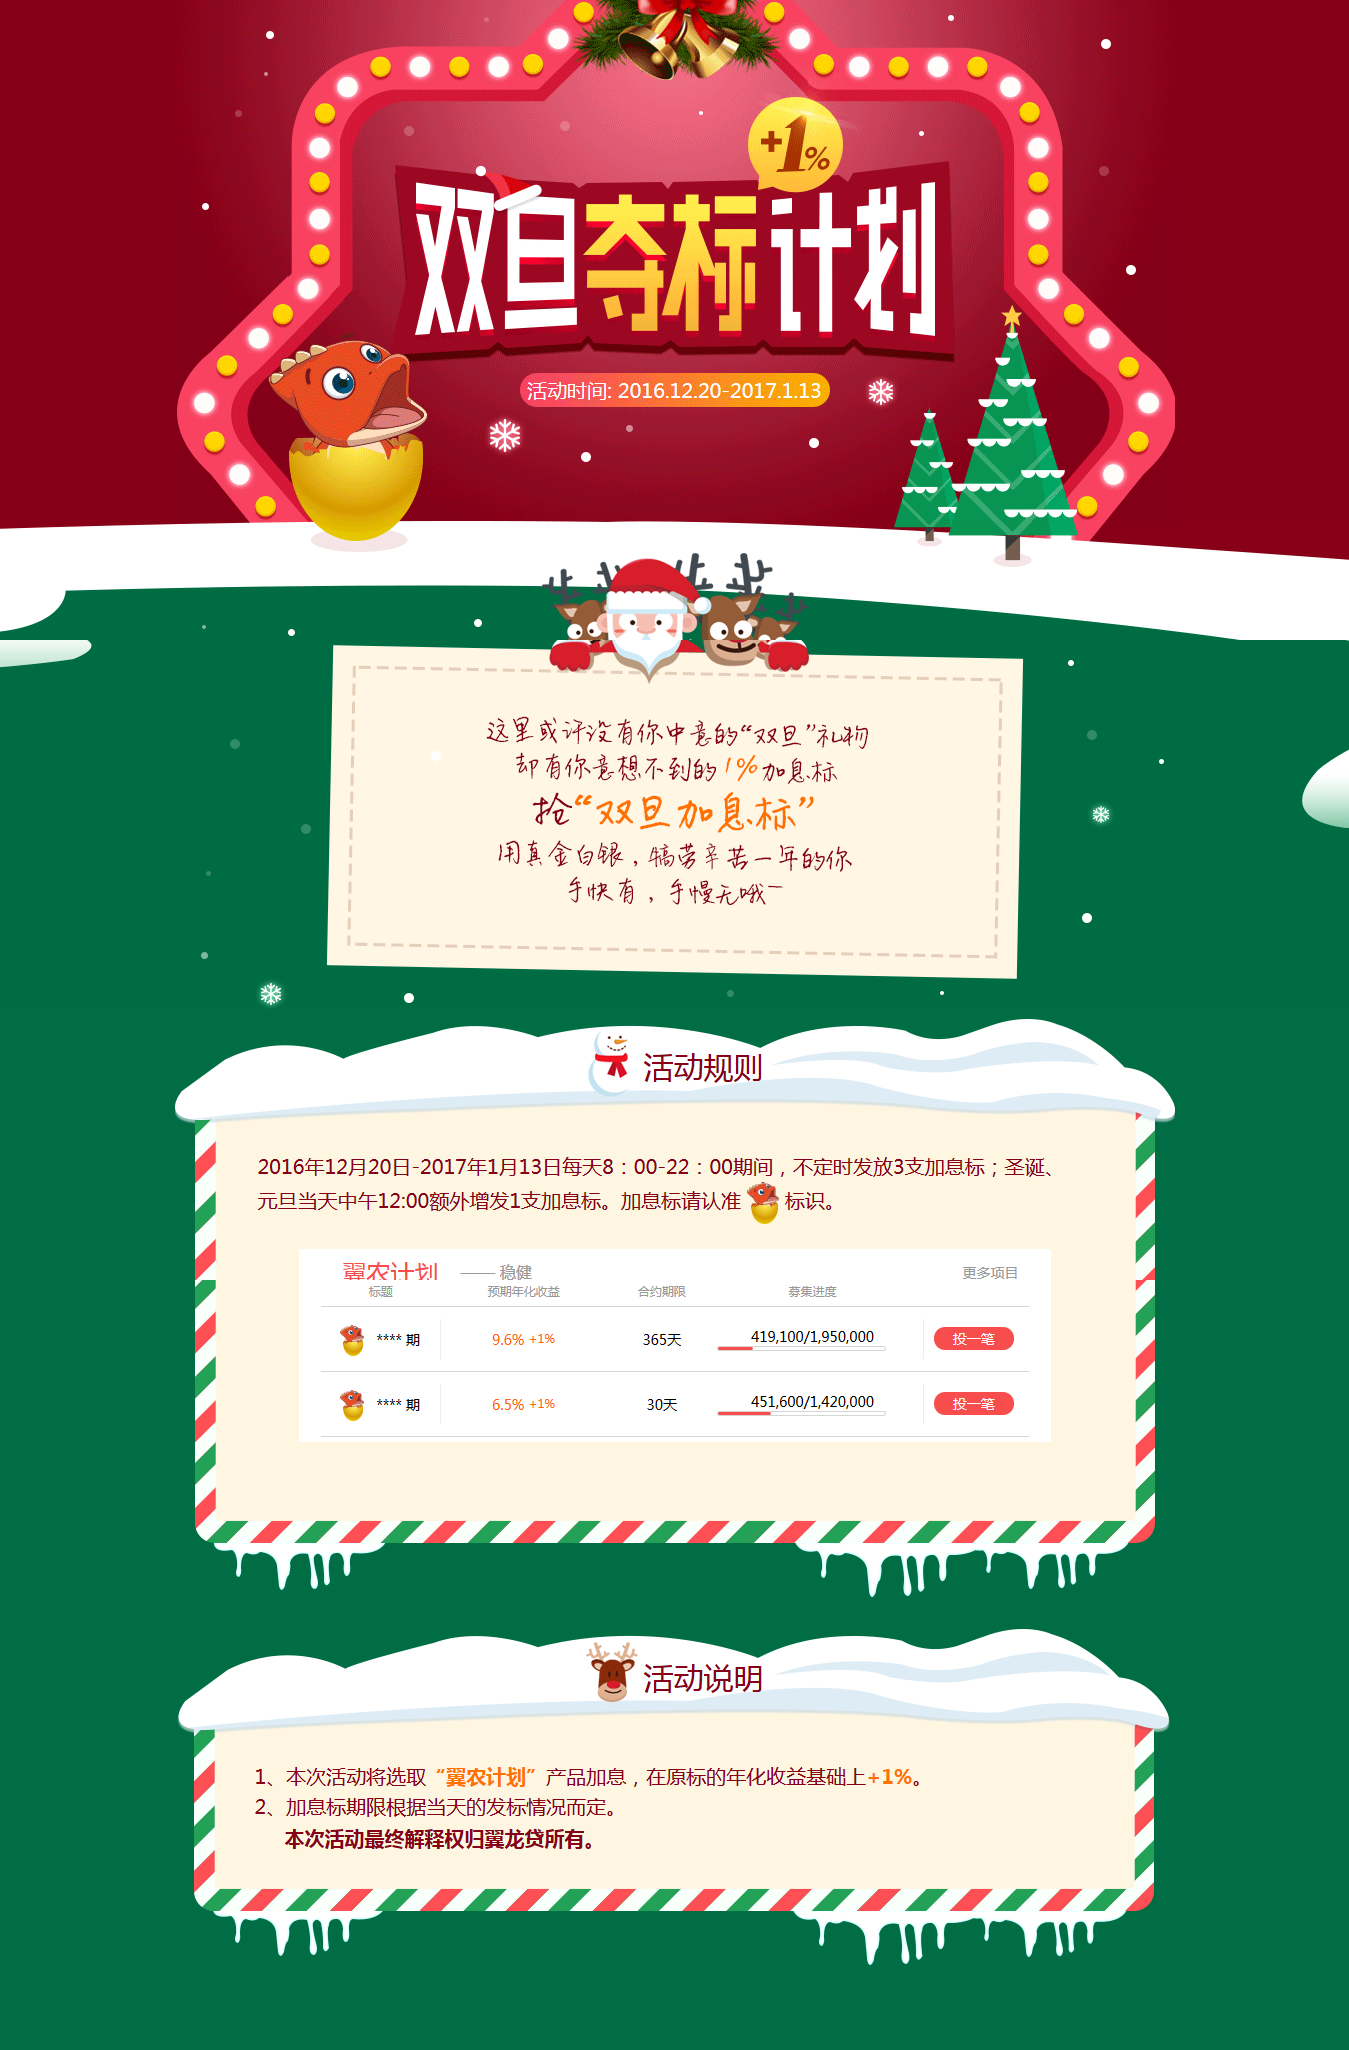 +1%
双旦夺标计划
活动时间: 2016.12.20-2017.1.13
这里或许没有你中意的“双旦”礼物
却有你意想不到的1%加息标
抢“双旦加息标”
用真金白银，犒劳辛苦一年的你
手快有，手慢无哦~
活动规则
2016年12月20日-2017年1月13日每天8：00-22：00期间，不定时发放3支加息标；圣诞、
元旦当天中午12:00额外增发1支加息标。加息标请认准 标识。
翼农计划 —— 稳健 更多项目
标题 预期年化收益 合约期限 募集进度
**** 期 9.6% +1% 365天 419,100/1,950,000 投一笔
**** 期 6.5% +1% 30天 451,600/1,420,000 投一笔
活动说明
1、本次活动将选取“翼农计划”产品加息，在原标的年化收益基础上+1%。
2、加息标期限根据当天的发标情况而定。
本次活动最终解释权归翼龙贷所有。